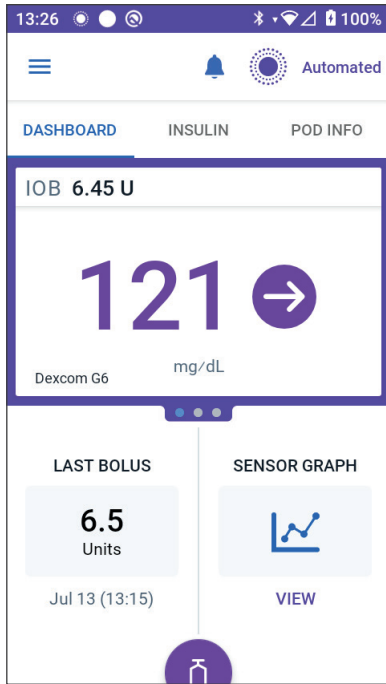 13:26 100%
Automated
DASHBOARD INSULIN POD INFO
IOB 6.45 U
121
mg/dL
Dexcom G6
LAST BOLUS SENSOR GRAPH
6.5
Units
Jul 13 (13:15) VIEW